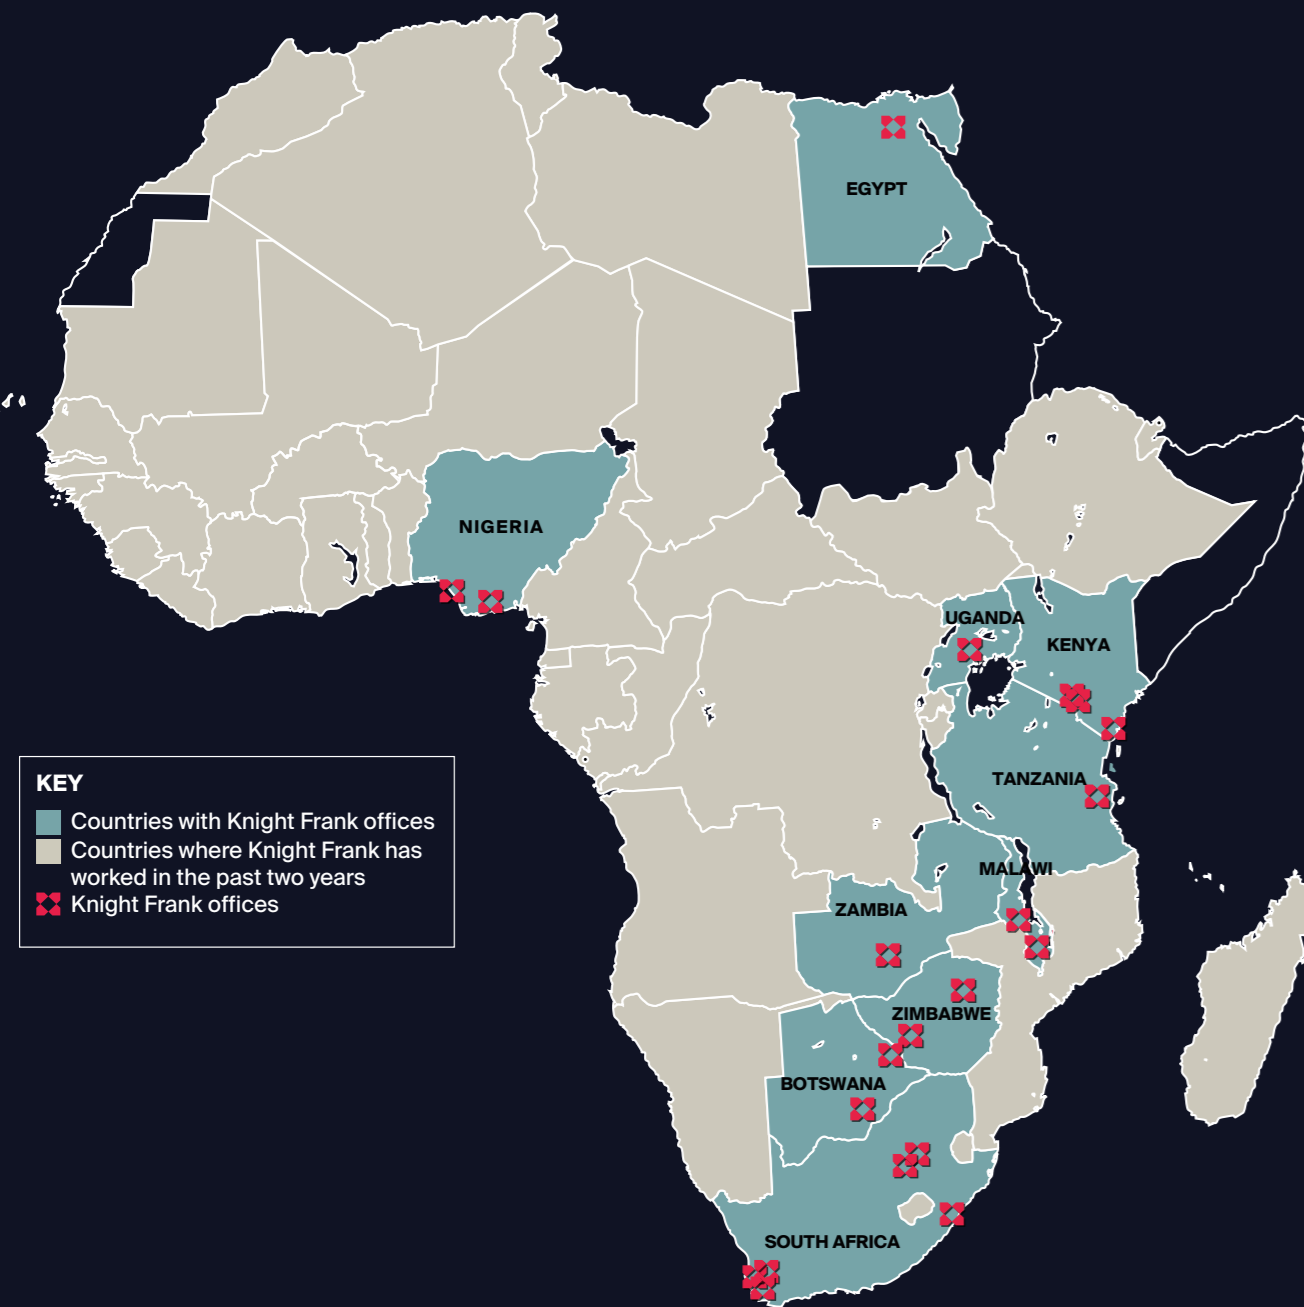 EGYPT
NIGERIA
UGANDA
KENYA
TANZANIA
KEY
Countries with Knight Frank offices
Countries where Knight Frank has
worked in the past two years
Knight Frank offices
MALAWI
ZAMBIA
ZIMBABWE
BOTSWANA
SOUTH AFRICA